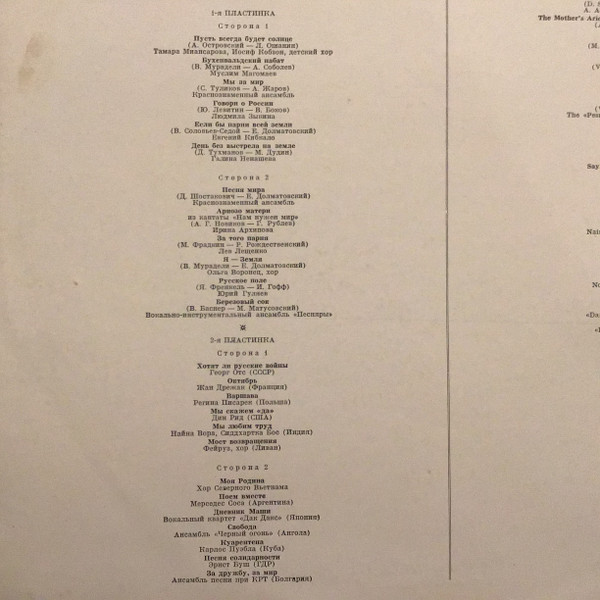 1-я ПЛАСТИНКА
Сторона 1
Пусть всегда будет солнце
(А. Островский — Л. Ошанин)
Тамара Миансарова, Иосиф Кобзон, детский хор
Бухенвальдский набат
(В. Мурадели — А. Соболев)
Муслим Магомаев
Мы за мир
(С. Туликов — А. Жаров)
Краснознаменный ансамбль
Говори о России
(Ю. Левитин — В. Боков)
Людмила Зыкина
Если бы парни всей земли
(В. Соловьев-Седой — Е. Долматовский)
Евгений Кибкало
День без выстрела на земле
(Д. Тухманов — М. Дудин)
Галина Ненашева
Сторона 2
Песня мира
(Д. Шостакович — Е. Долматовский)
Краснознаменный ансамбль
Ариозо матери
из кантаты «Нам нужен мир»
(А. Г. Новиков — Г. Рублев)
Ирина Архипова
За того парня
(М. Фрадкин — Р. Рождественский)
Лев Лещенко
Я — Земля
(В. Мурадели — Е. Долматовский)
Ольга Воронец, хор
Русское поле
(Я. Френкель — И. Гофф)
Юрий Гуляев
Березовый сок
(В. Баснер — М. Матусовский)
Вокально-инструментальный ансамбль «Песняры»
2-я ПЛАСТИНКА
Сторона 1
Хотят ли русские войны
Георг Отс (СССР)
Октябрь
Жан Дрежак (Франция)
Варшава
Регина Писарек (Польша)
Мы скажем «да»
Дин Рид (США)
Мы любим труд
Найна Вора, Силдхартха Бос (Индия)
Мост возвращения
Фейруз, хор (Ливан)
Сторона 2
Моя Родина
Хор Северного Вьетнама
Поем вместе
Мерседес Соса (Аргентина)
Дневник Маши
Вокальный квартет «Дак Дакс» (Япония)
Свобода
Ансамбль «Черный огонь» (Ангола)
Куарентена
Карлос Пуэбла (Куба)
Песня солидарности
Эрнст Буш (ГДР)
За дружбу, за мир
Ансамбль песни при КРТ (Болгария)
(D.
A. A
The Mother's Ario
(M.
(V
The «Pes
Say
Nai
No
«Da